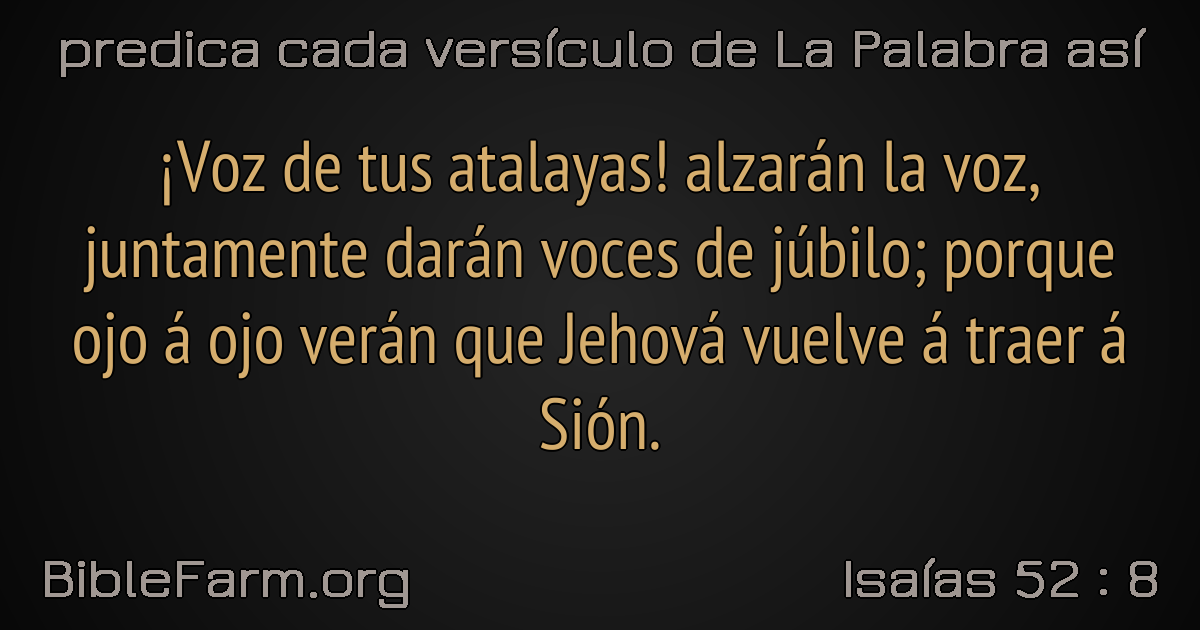 predica cada versículo de La Palabra así
¡Voz de tus atalayas! alzarán la voz,
juntamente darán voces de júbilo; porque
ojo á ojo verán que Jehová vuelve á traer á
Sión.
BibleFarm.org
Isaías 52 : 8